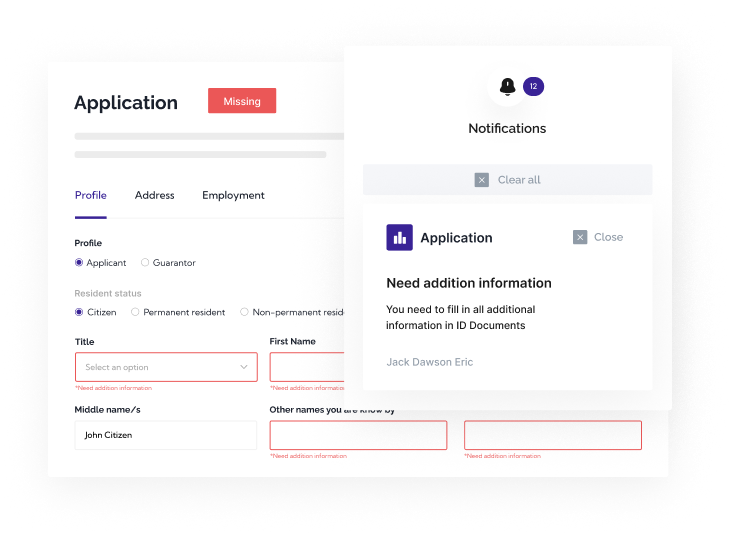 Application
Missing
Profile
Address
Employment
Profile
Applicant
Guarantor
Resident status
Citizen
Permanent resident
Non-permanent
Title
First Name
Select an option
*Need addition information
*Need addition
Middle name/s
Other names you are know by
John Citizen
*Need addition information
*Need addition information
12
Notifications
Clear all
Application
Close
Need addition information
You need to fill in all additional
information in ID Documents
Jack Dawson Eric